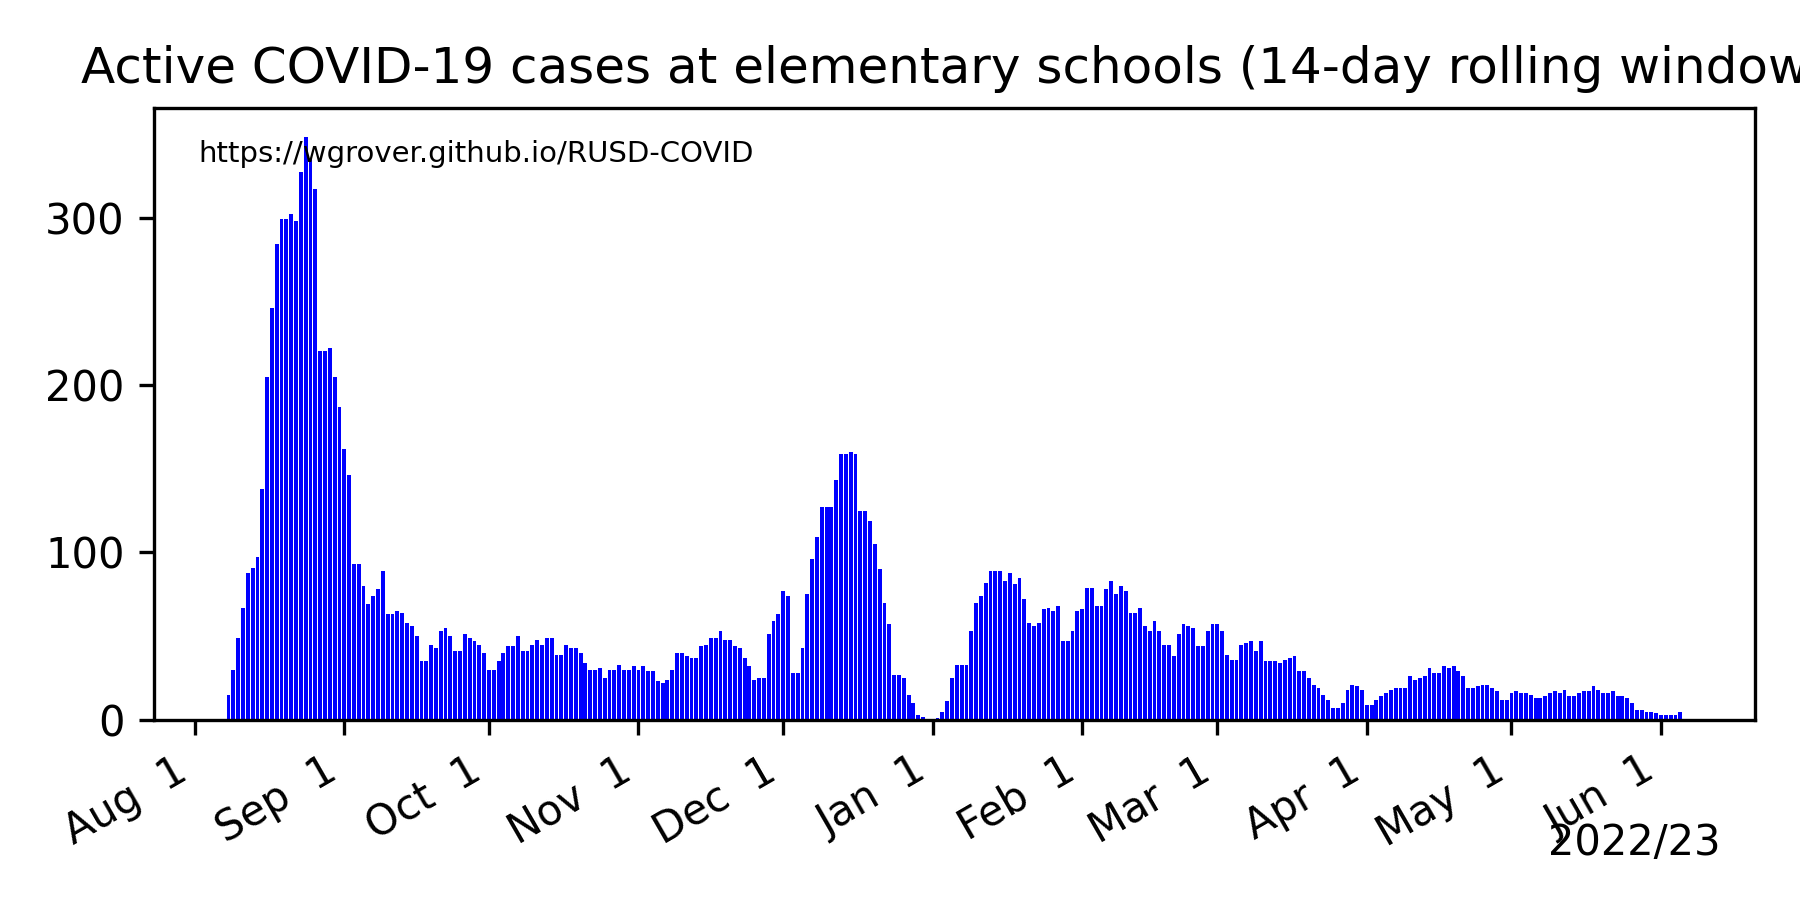 Active COVID-19 cases at elementary schools (14-day rolling window
https://wgrover.github.io/RUSD-COVID
300
200
100
0
Aug 1
Sep 1
Oct 1
Nov 1
Dec 1
Jan 1
Feb 1
Mar 1
Apr 1
May 1
Jun 1
2022/23